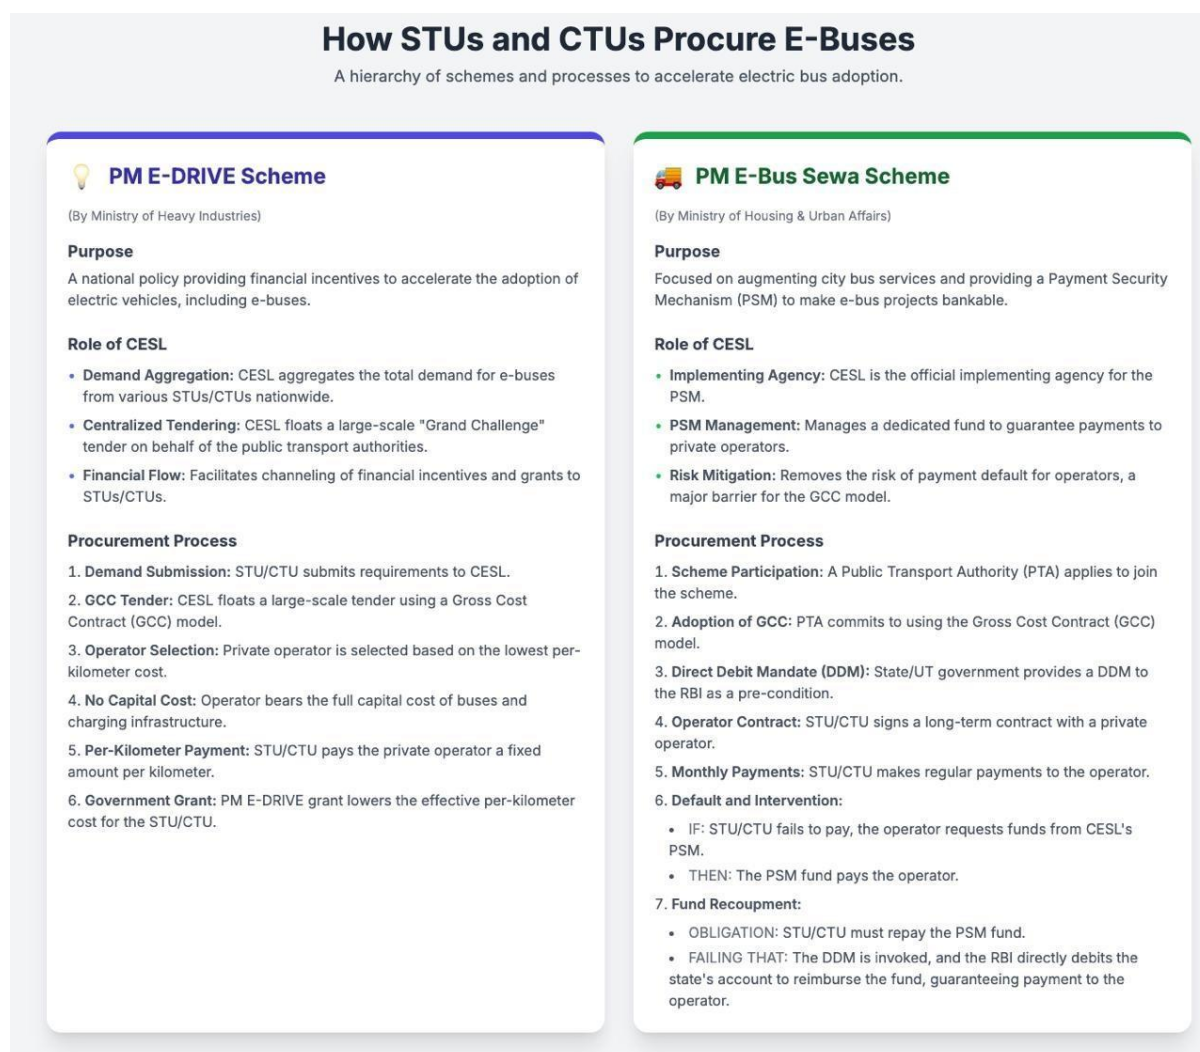 How STUs and CTUs Procure E-Buses
A hierarchy of schemes and processes to accelerate electric bus adoption.
PM E-DRIVE Scheme
(By Ministry of Heavy Industries)
Purpose
A national policy providing financial incentives to accelerate the adoption of
electric vehicles, including e-buses.
Role of CESL
• Demand Aggregation: CESL aggregates the total demand for e-buses
from various STUs/CTUs nationwide.
• Centralized Tendering: CESL floats a large-scale "Grand Challenge"
tender on behalf of the public transport authorities.
• Financial Flow: Facilitates channeling of financial incentives and grants to
STUs/CTUs.
Procurement Process
1. Demand Submission: STU/CTU submits requirements to CESL.
2. GCC Tender: CESL floats a large-scale tender using a Gross Cost
Contract (GCC) model.
3. Operator Selection: Private operator is selected based on the lowest per-
kilometer cost.
4. No Capital Cost: Operator bears the full capital cost of buses and
charging infrastructure.
5. Per-Kilometer Payment: STU/CTU pays the private operator a fixed
amount per kilometer.
6. Government Grant: PM E-DRIVE grant lowers the effective per-kilometer
cost for the STU/CTU.
PM E-Bus Sewa Scheme
(By Ministry of Housing & Urban Affairs)
Purpose
Focused on augmenting city bus services and providing a Payment Security
Mechanism (PSM) to make e-bus projects bankable.
Role of CESL
• Implementing Agency: CESL is the official implementing agency for the
PSM.
• PSM Management: Manages a dedicated fund to guarantee payments to
private operators.
• Risk Mitigation: Removes the risk of payment default for operators, a
major barrier for the GCC model.
Procurement Process
1. Scheme Participation: A Public Transport Authority (PTA) applies to join
the scheme.
2. Adoption of GCC: PTA commits to using the Gross Cost Contract (GCC)
model.
3. Direct Debit Mandate (DDM): State/UT government provides a DDM to
the RBI as a pre-condition.
4. Operator Contract: STU/CTU signs a long-term contract with a private
operator.
5. Monthly Payments: STU/CTU makes regular payments to the operator.
6. Default and Intervention:
• IF: STU/CTU fails to pay, the operator requests funds from CESL's
PSM.
• THEN: The PSM fund pays the operator.
7. Fund Recoupment:
• OBLIGATION: STU/CTU must repay the PSM fund.
• FAILING THAT: The DDM is invoked, and the RBI directly debits the
state's account to reimburse the fund, guaranteeing payment to the
operator.